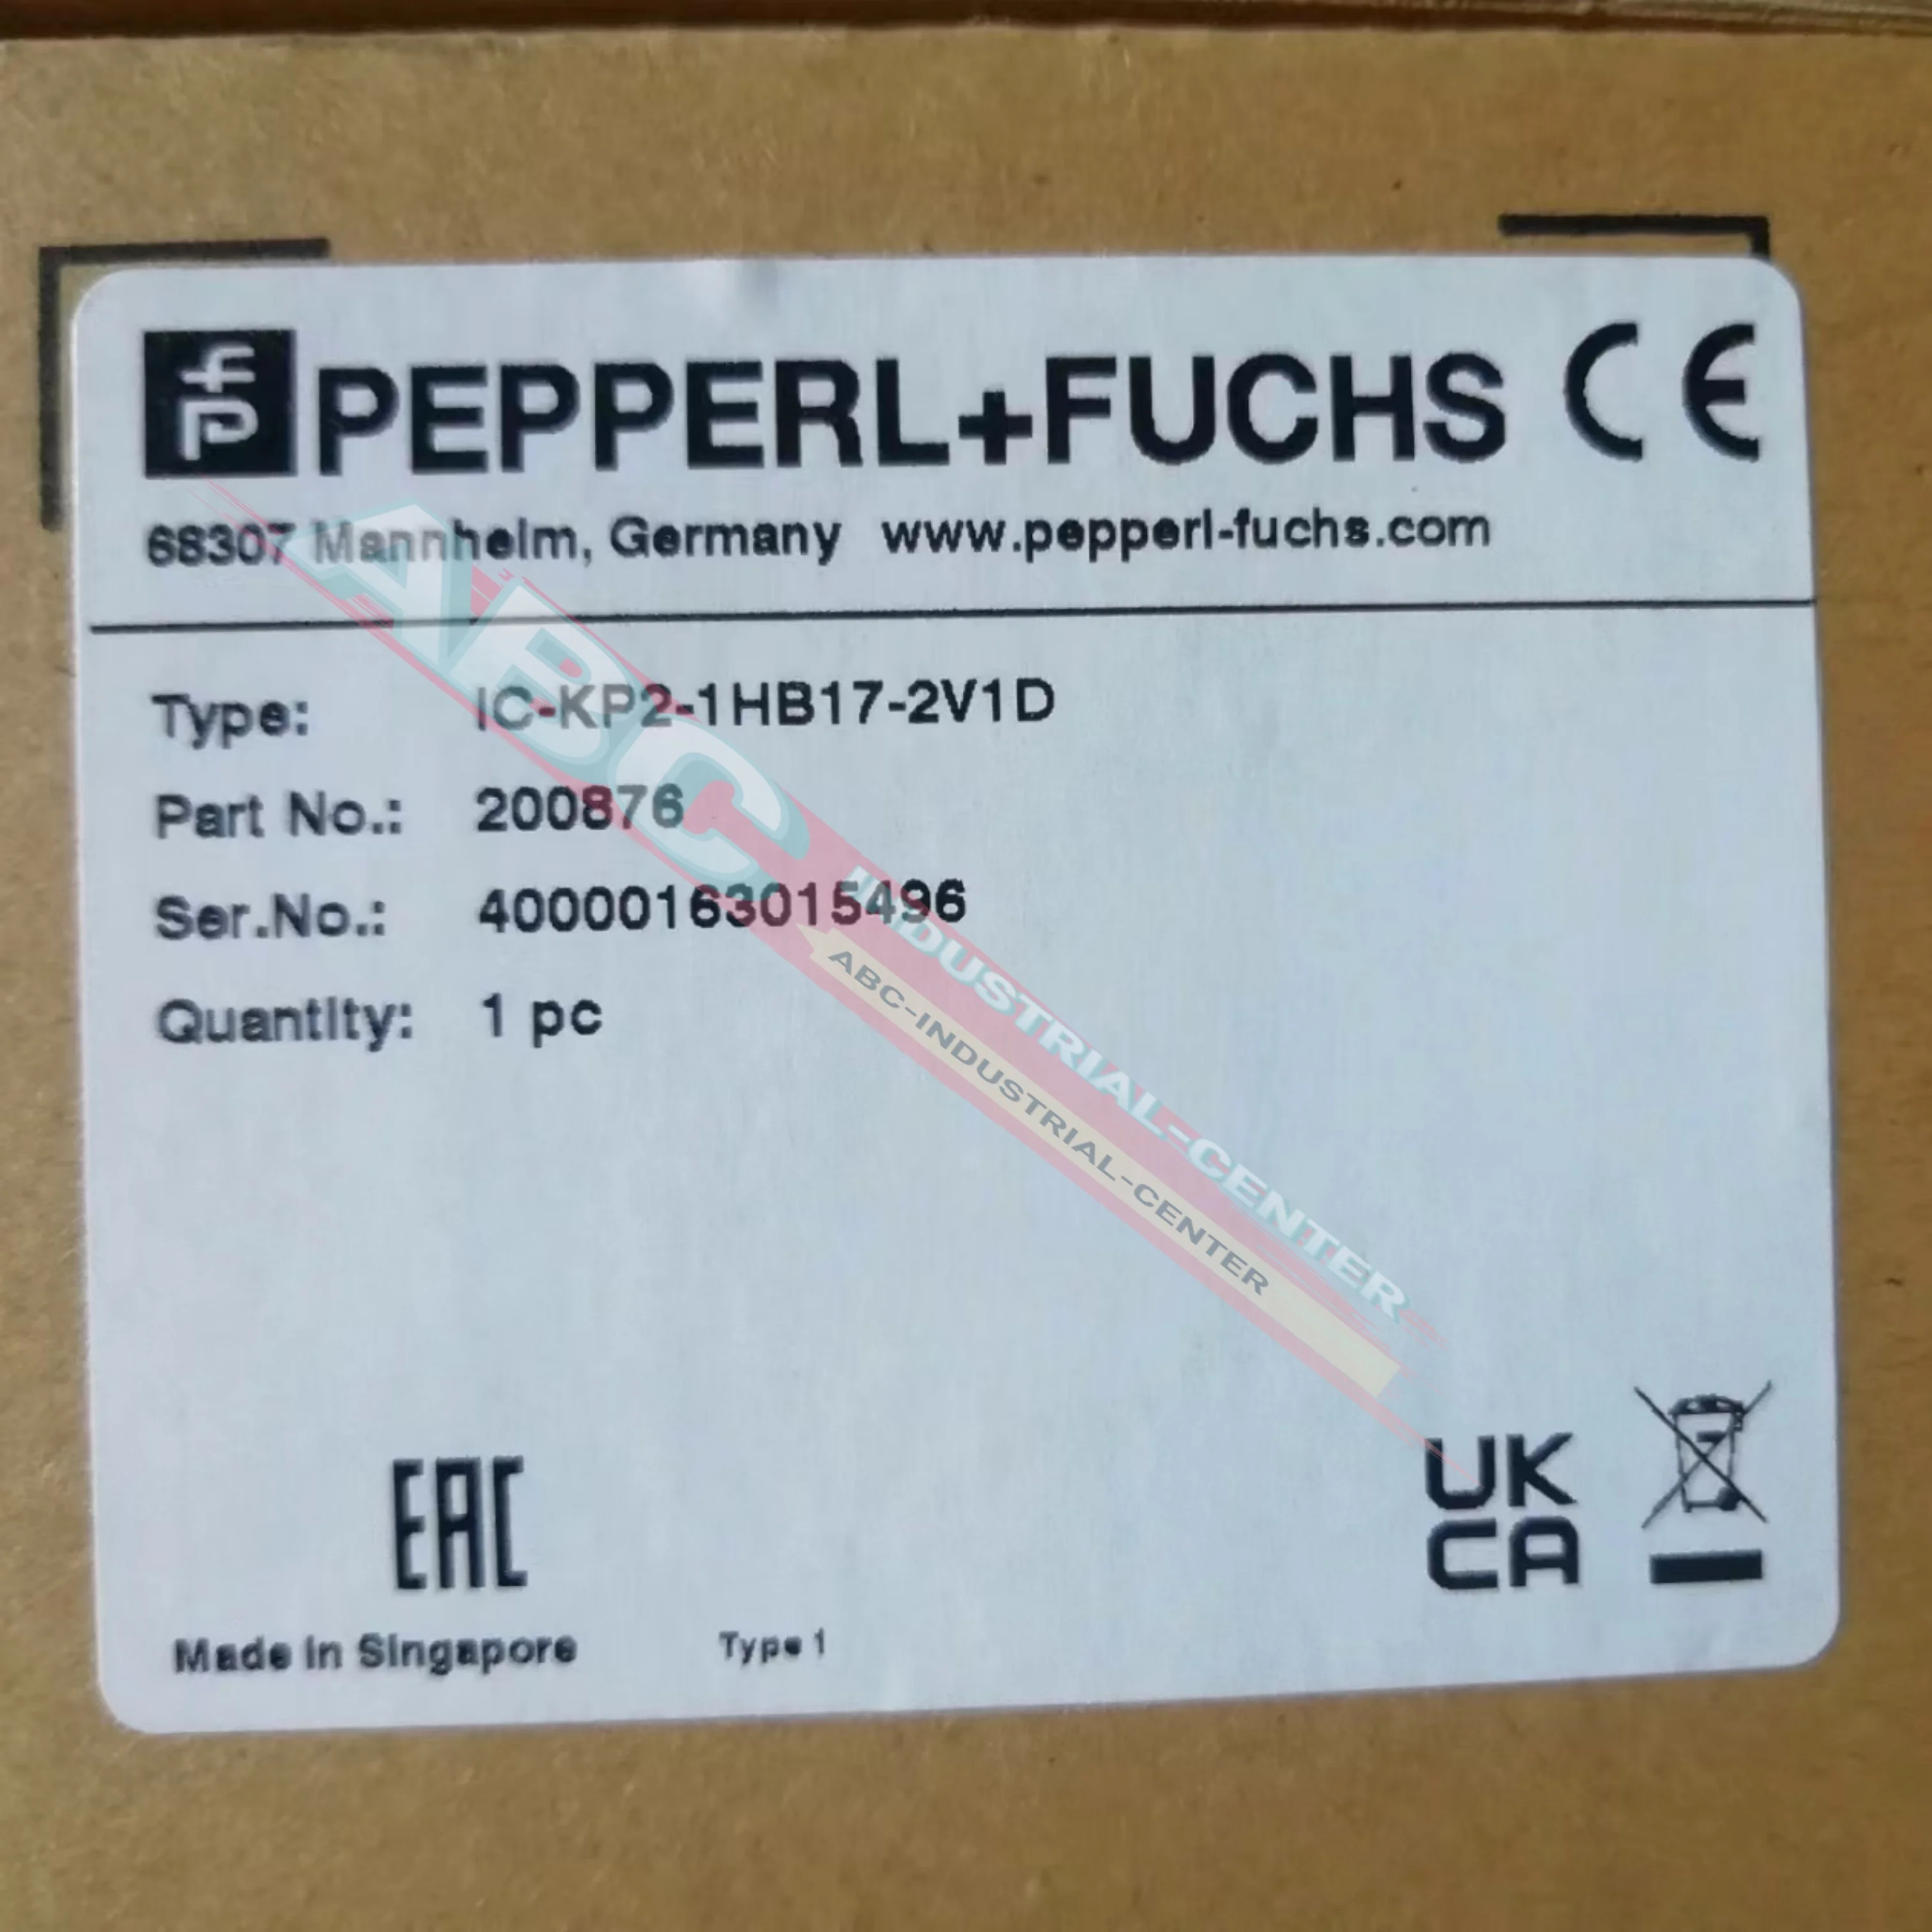 fp PEPPERL+FUCHS CE
68307 Mannheim, Germany www.pepperl-fuchs.com
Type: IC-KP2-1HB17-2V1D
Part No.: 200876
Ser.No.: 40000163015496
Quantity: 1 pc
ABC
INDUSTRIAL-CENTER
ABC-INDUSTRIAL-CENTER
EAC
UK
CA
Made in Singapore Type 1